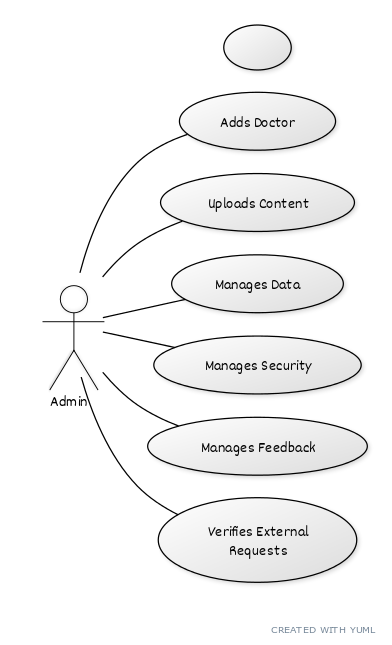 Adds Doctor
Uploads Content
Manages Data
Manages Security
Admin
Manages Feedback
Verifies External
Requests
CREATED WITH YUML